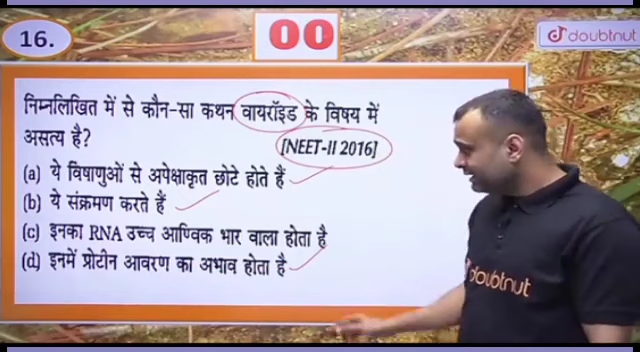 16.
00
doubtnut
निम्नलिखित में से कौन-सा कथन वायरॉइड के विषय में
असत्य है?
[NEET-II 2016]
(a) ये विषाणुओं से अपेक्षाकृत छोटे होते हैं
(b) ये संक्रमण करते हैं
(c) इनका RNA उच्च आण्विक भार वाला होता है
(d) इनमें प्रोटीन आवरण का अभाव होता है
doubtnut